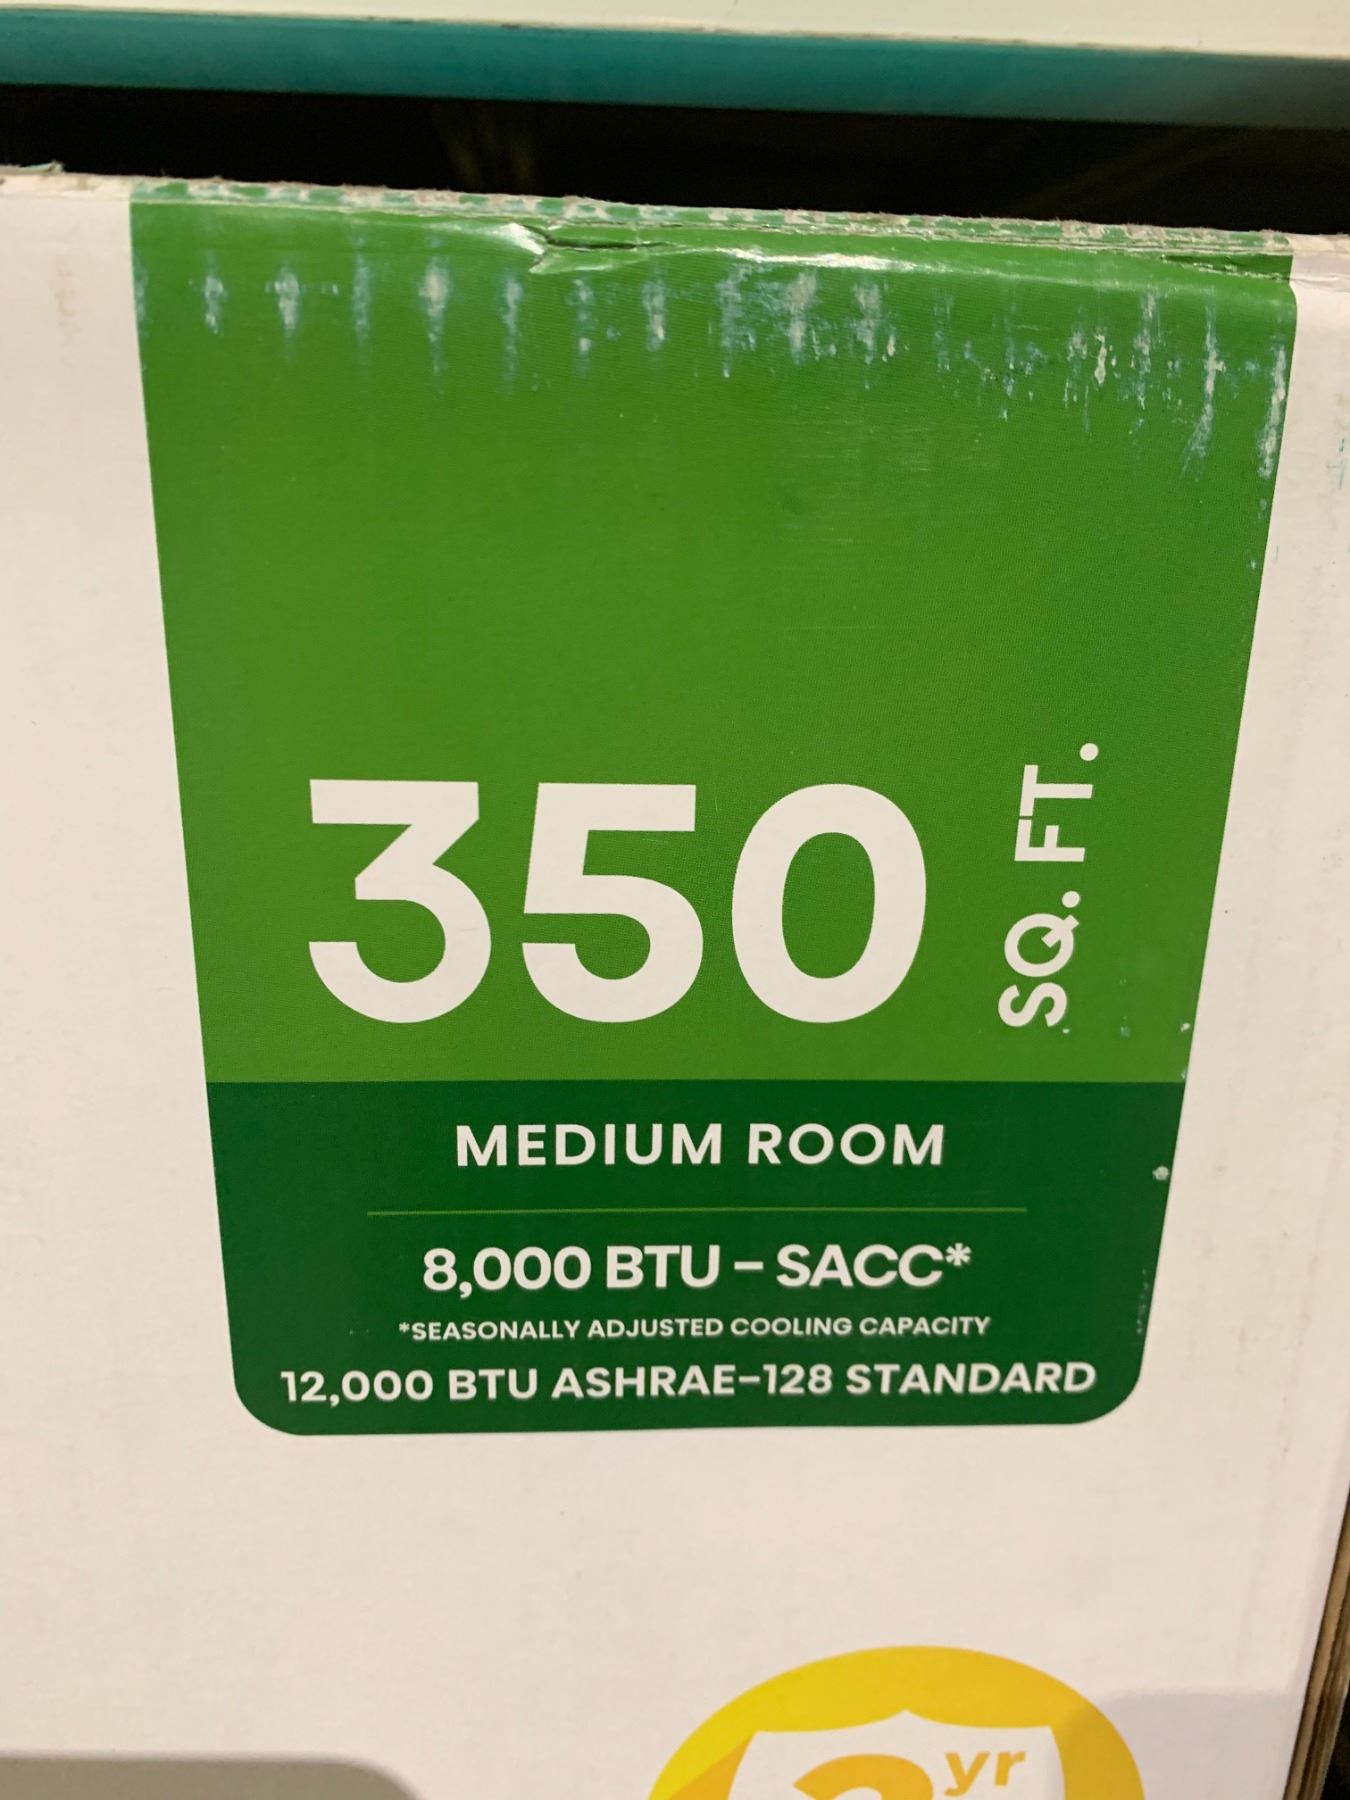 350 SQ. FT.
MEDIUM ROOM
8,000 BTU – SACC*
*SEASONALLY ADJUSTED COOLING CAPACITY
12,000 BTU ASHRAE-128 STANDARD
yr